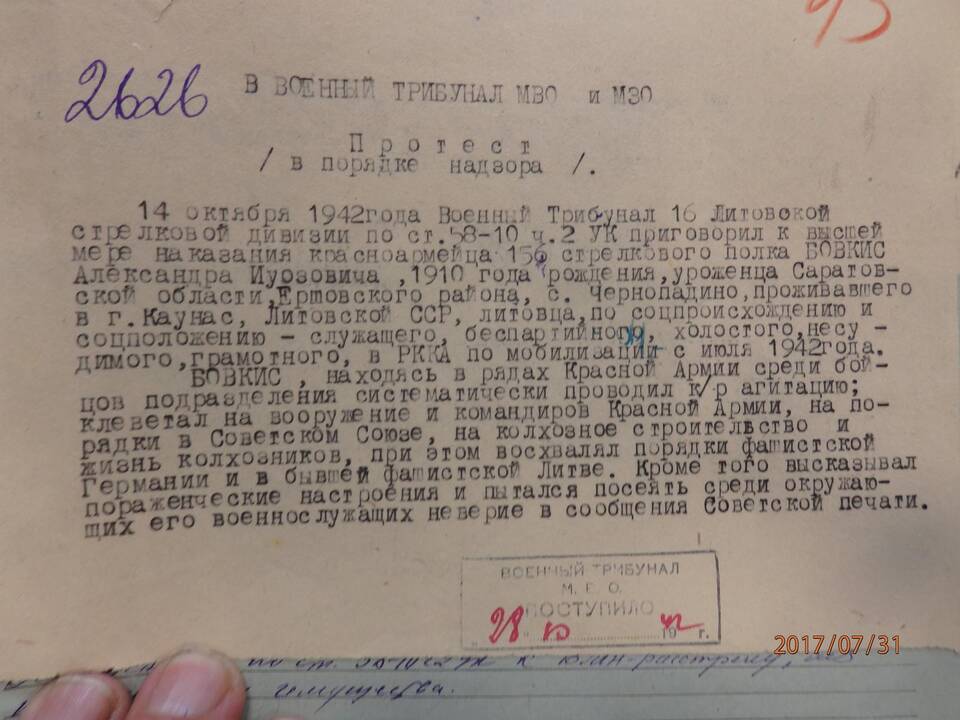 93
2626
В ВОЕННЫЙ ТРИБУНАЛ МВО и МЗО
Протест
/ в порядке надзора /.
14 октября 1942года Военный Трибунал 16 Литовской
стрелковой дивизии по ст.58-10 ч.2 УК приговорил к высшей
мере наказания красноармейца 156 стрелкового полка БОВКИС
Александра Иурзовича ,1910 года рождения,уроженца Саратов-
ской области,Ершовского района, с. Чернопадино,проживавшего
в г.Каунас, Литовской ССР, литовца,по соцпроисхождению и
соцположению - служащего, беспартийного, холостого,несу -
димого,грамотного, в РККА по мобилизации с июля 1942года.
БОВКИС , находясь в рядах Красной Армии среди бой-
цов подразделения систематически проводил к/р агитацию;
клеветал на вооружение и командиров Красной Армии, на по-
рядки в Советском Союзе, на колхозное строительство и
жизнь колхозников, при этом восхвалял порядки фашистской
Германии и в бывшей фашистской Литве. Кроме того высказывал
пораженческие настроения и пытался посеять среди окружаю-
щих его военнослужащих неверие в сообщения Советской печати.
ВОЕННЫЙ ТРИБУНАЛ
М. В. О.
ПОСТУПИЛО
"28" 1942 г.
2017/07/31
к
имущества.